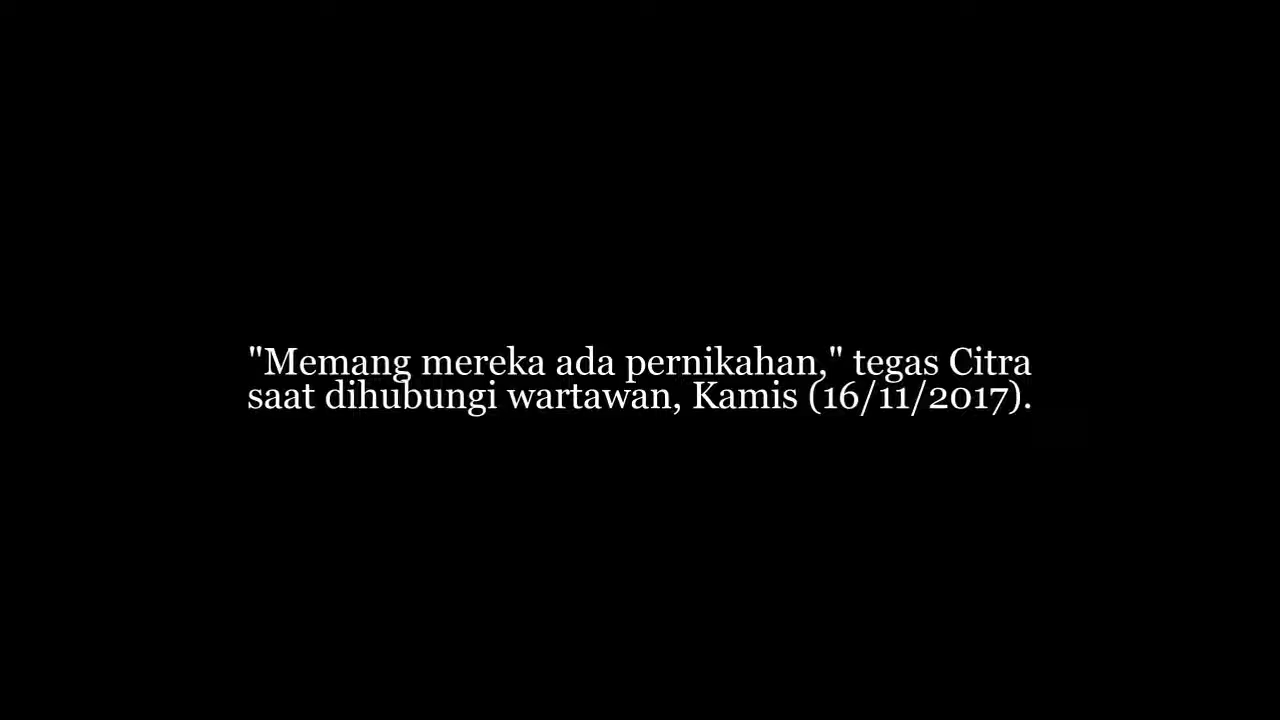 "Memang mereka ada pernikahan," tegas Citra
saat dihubungi wartawan, Kamis (16/11/2017).